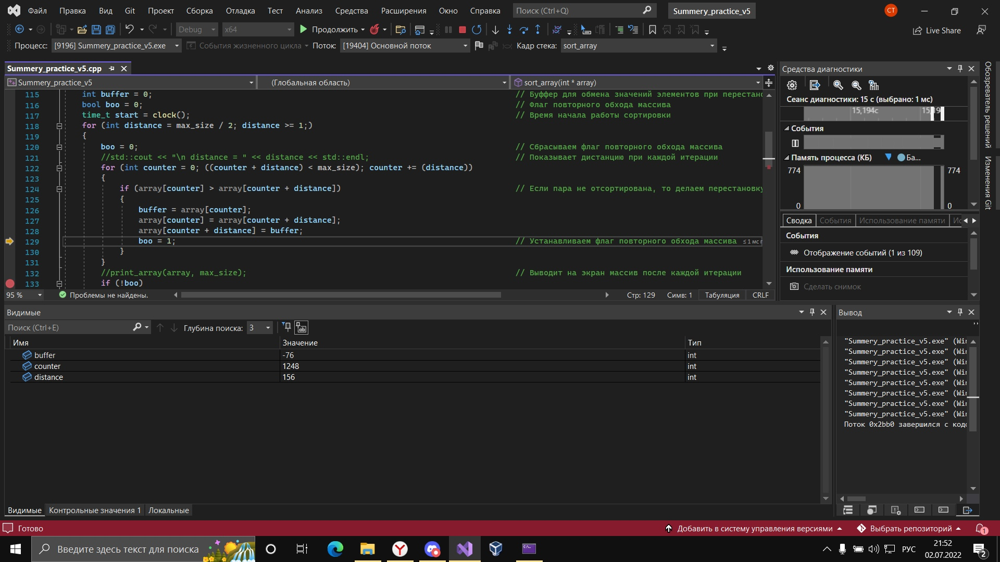 Файл Правка Вид Git Проект Сборка Отладка Тест Анализ Средства Расширения Окно Справка Поиск (Ctrl+Q) Summery_practice_v5 CT
Debug x64 Продолжить Live Share
Процесс: [9196] Summery_practice_v5.exe События жизненного цикла Поток: [19404] Основной поток Кадр стека: sort_array
Summery_practice_v5.cpp
Summery_practice_v5 (Глобальная область) sort_array(int * array)
115 int buffer = 0; // Буффер для обмена значений элементов при перестано
116 bool boo = 0; // Флаг повторного обхода массива
117 time_t start = clock(); // Время начала работы сортировки
118 for (int distance = max_size / 2; distance >= 1;)
119 {
120 boo = 0; // Сбрасываем флаг повторного обхода массива
121 //std::cout << "\n distance = " << distance << std::endl; // Показывает дистанцию при каждой итерации
122 for (int counter = 0; ((counter + distance) < max_size); counter += (distance))
123 {
124 if (array[counter] > array[counter + distance]) // Если пара не отсортирована, то делаем перестановку
125 {
126 buffer = array[counter];
127 array[counter] = array[counter + distance];
128 array[counter + distance] = buffer;
129 boo = 1; // Устанавливаем флаг повторного обхода массива ≤ 1 мс п
130 }
131 }
132 //print_array(array, max_size); // Выводит на экран массив после каждой итерации
133 if (!boo)
95 % Проблемы не найдены. Стр: 129 Симв: 1 Табуляция CRLF
Средства диагностики
Сеанс диагностики: 15 с (выбрано: 1 мс)
15,194с 15,19
События
Память процесса (КБ) Ба...
774 774
0 0
Сводка События Использование памяти Ис
События
Отображение событий (1 из 109)
Использование памяти
Сделать снимок
Обозреватель решений
Изменения Git
Видимые
Поиск (Ctrl+E) Глубина поиска: 3
Имя Значение Тип
buffer -76 int
counter 1248 int
distance 156 int
Видимые Контрольные значения 1 Локальные
Вывод
"Summery_practice_v5.exe" (Win
"Summery_practice_v5.exe" (Win
"Summery_practice_v5.exe" (Win
"Summery_practice_v5.exe" (Win
"Summery_practice_v5.exe" (Win
"Summery_practice_v5.exe" (Win
"Summery_practice_v5.exe" (Win
"Summery_practice_v5.exe" (Win
Поток 0x2bb0 завершился с кодо
Готово Добавить в систему управления версиями Выбрать репозиторий 1
Введите здесь текст для поиска РУС 21:52
02.07.2022 2